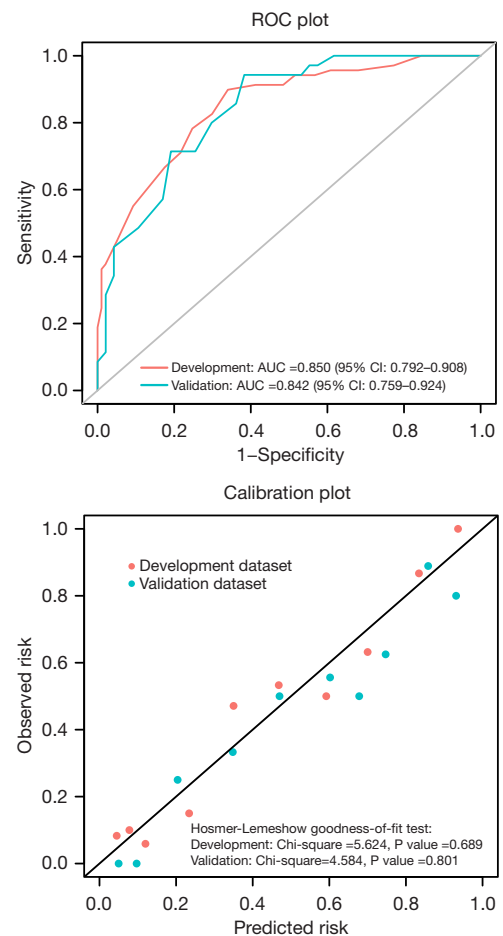 ROC plot
1.0
0.8
0.6
0.4
0.2
0.0
Sensitivity
Development: AUC =0.850 (95% CI: 0.792–0.908)
Validation: AUC =0.842 (95% CI: 0.759–0.924)
0.0 0.2 0.4 0.6 0.8 1.0
1–Specificity
Calibration plot
1.0
0.8
0.6
0.4
0.2
0.0
Observed risk
Development dataset
Validation dataset
Hosmer-Lemeshow goodness-of-fit test:
Development: Chi-square =5.624, P value =0.689
Validation: Chi-square=4.584, P value =0.801
0.0 0.2 0.4 0.6 0.8 1.0
Predicted risk